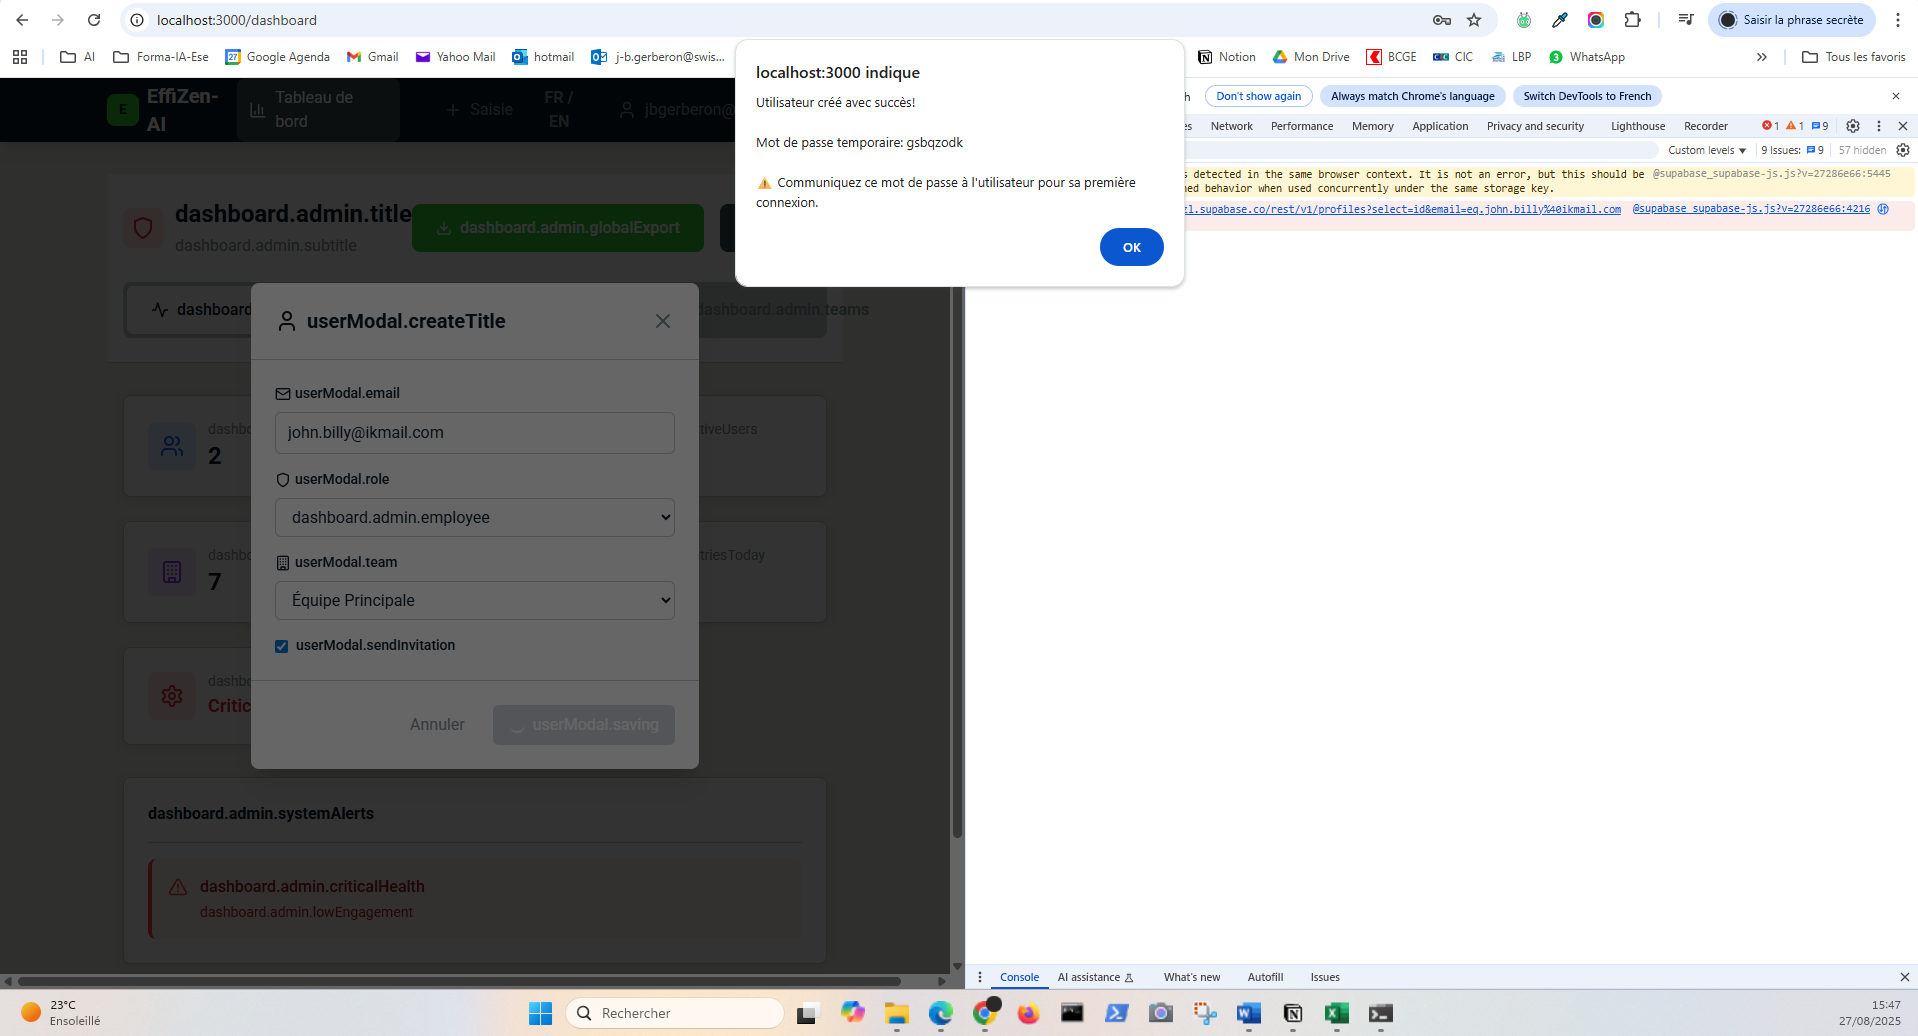 localhost:3000/dashboard
Saisir la phrase secrète
AI
Forma-IA-Ese
27 Google Agenda
Gmail
Yahoo Mail
hotmail
j-b.gerberon@swis...
Notion
Mon Drive
BCGE
CIC CIC
LBP
3 WhatsApp
Tous les favoris
localhost:3000 indique
Utilisateur créé avec succès!
Mot de passe temporaire: gsbqzodk
⚠️ Communiquez ce mot de passe à l'utilisateur pour sa première
connexion.
OK
E
EffiZen-
AI
Tableau de
bord
Saisie
FR /
EN
jbgerberon@
dashboard.admin.title
dashboard.admin.subtitle
dashboard.admin.globalExport
dashboard
dashboard.admin.teams
userModal.createTitle
userModal.email
john.billy@ikmail.com
userModal.role
dashboard.admin.employee
userModal.team
Équipe Principale
userModal.sendInvitation
Annuler
userModal.saving
dashbo
2
tiveUsers
dashbo
7
triesToday
dashbo
Critic
dashboard.admin.systemAlerts
dashboard.admin.criticalHealth
dashboard.admin.lowEngagement
h
Don't show again
Always match Chrome's language
Switch DevTools to French
es
Network
Performance
Memory
Application
Privacy and security
Lighthouse
Recorder
1
1
9
Custom levels
9 Issues:
9
57 hidden
s detected in the same browser context. It is not an error, but this should be
@supabase_supabase-js.js?v=27286e66:5445
ned behavior when used concurrently under the same storage key.
zl.supabase.co/rest/v1/profiles?select=id&email=eq.john.billy%40ikmail.com
@supabase_supabase-js.js?v=27286e66:4216
Console
AI assistance
What's new
Autofill
Issues
23°C
Ensoleillé
Rechercher
15:47
27/08/2025